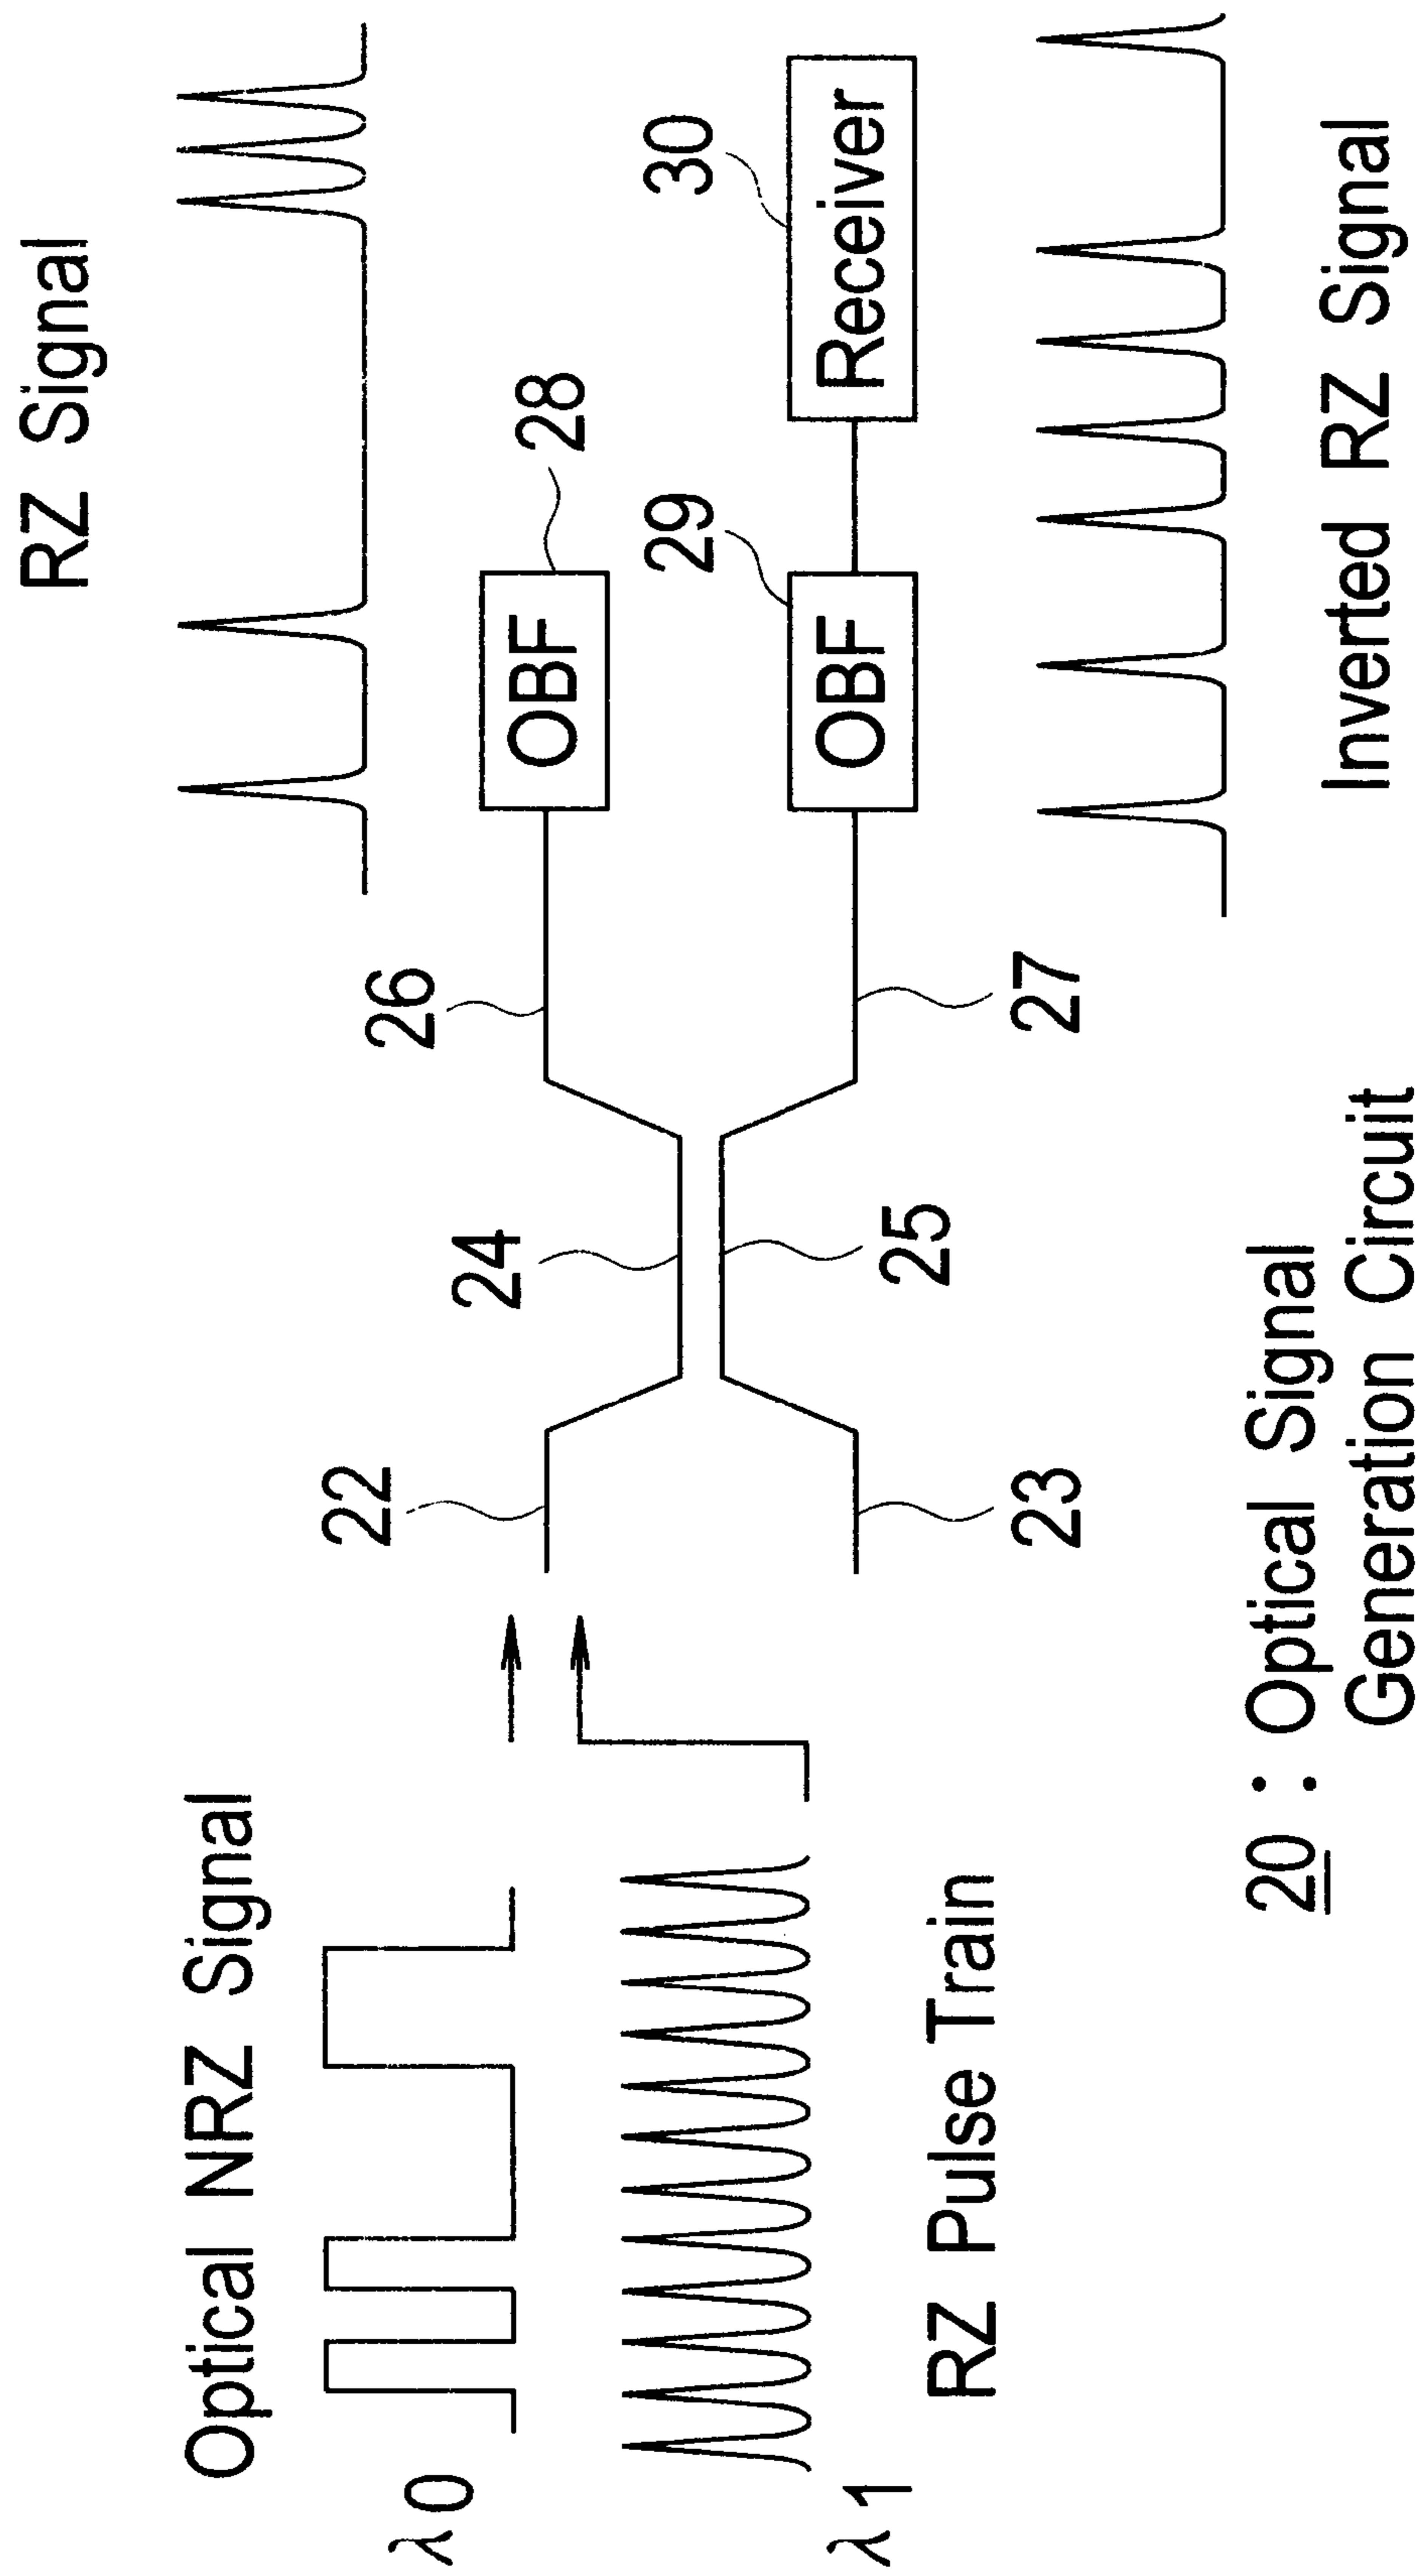 Optical NRZ Signal
λ0
λ1
RZ Pulse Train
22
23
24
25
26
27
OBF
28
OBF
29
Receiver
30
RZ Signal
Inverted RZ Signal
20 : Optical Signal
Generation Circuit